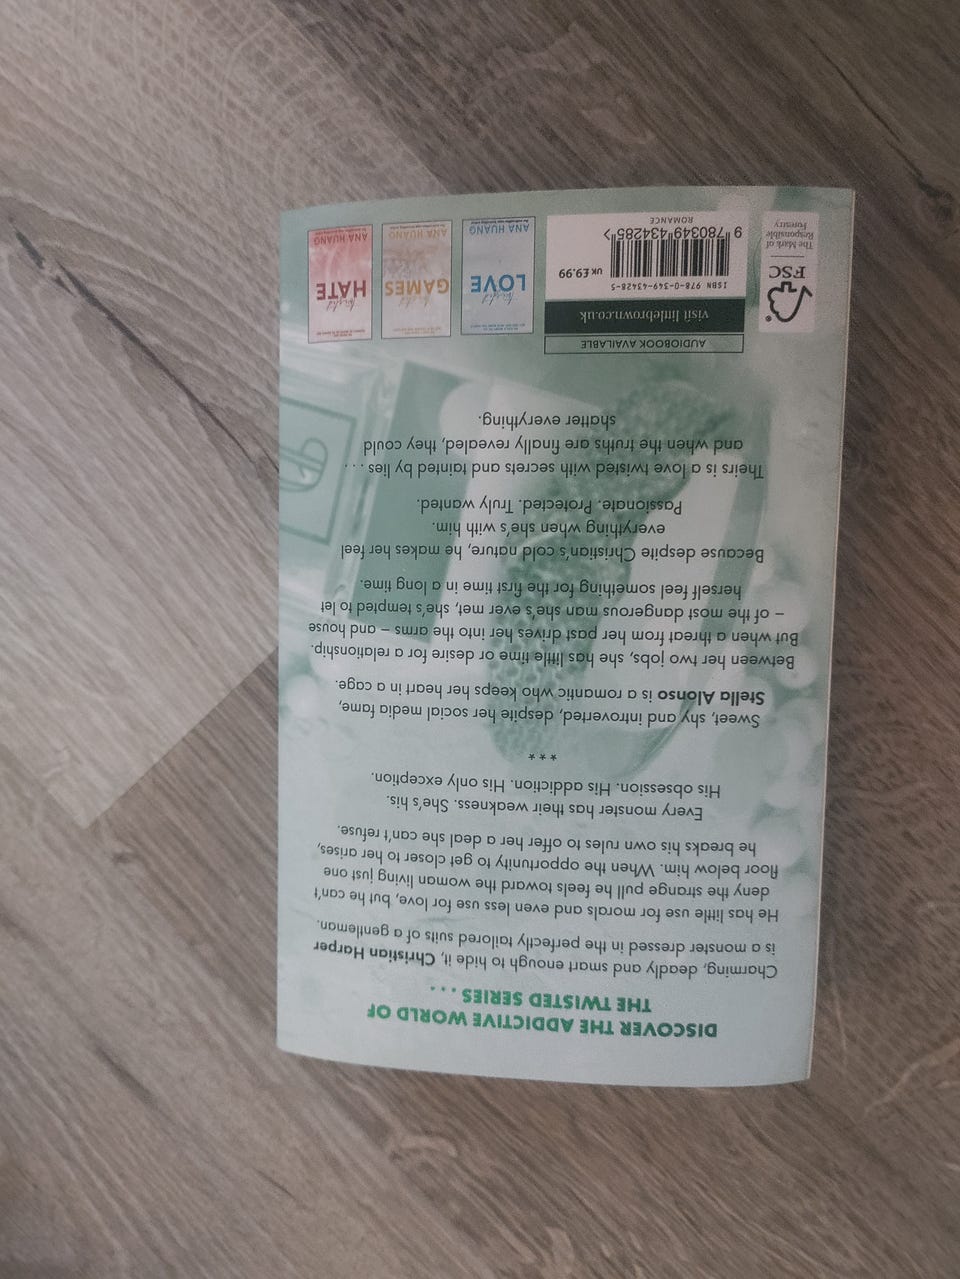 DISCOVER THE ADDICTIVE WORLD OF
THE TWISTED SERIES . . .
Charming, deadly and smart enough to hide it, Christian Harper
is a monster dressed in the perfectly tailored suits of a gentleman.
He has little use for morals and even less use for love, but he can't
deny the strange pull he feels toward the woman living just one
floor below him. When the opportunity to get closer to her arises,
he breaks his own rules to offer her a deal she can't refuse.
Every monster has their weakness. She's his.
His obsession. His addiction. His only exception.
***
Sweet, shy and introverted, despite her social media fame,
Stella Alonso is a romantic who keeps her heart in a cage.
Between her two jobs, she has little time or desire for a relationship.
But when a threat from her past drives her into the arms – and house
– of the most dangerous man she's ever met, she's tempted to let
herself feel something for the first time in a long time.
Because despite Christian's cold nature, he makes her feel
everything when she's with him.
Passionate. Protected. Truly wanted.
Theirs is a love twisted with secrets and tainted by lies . . .
and when the truths are finally revealed, they could
shatter everything.
FSC
The Mark of
Responsible
Forestry
AUDIOBOOK AVAILABLE
visit littlebrown.co.uk
ISBN 978-0-349-43428-5
UK £9.99
9 780349 434285 >
ROMANCE
twisted
LOVE
ANA HUANG
twisted
GAMES
ANA HUANG
twisted
HATE
ANA HUANG